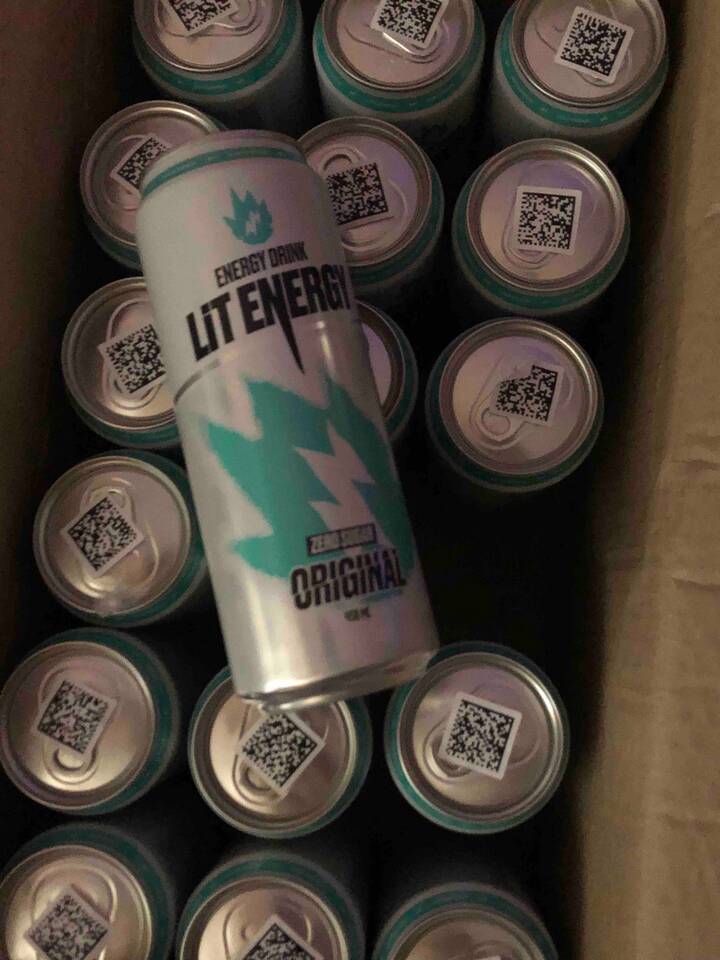 ENERGY DRINK
LiT ENERGY
ZERO SUGAR
ORIGINAL